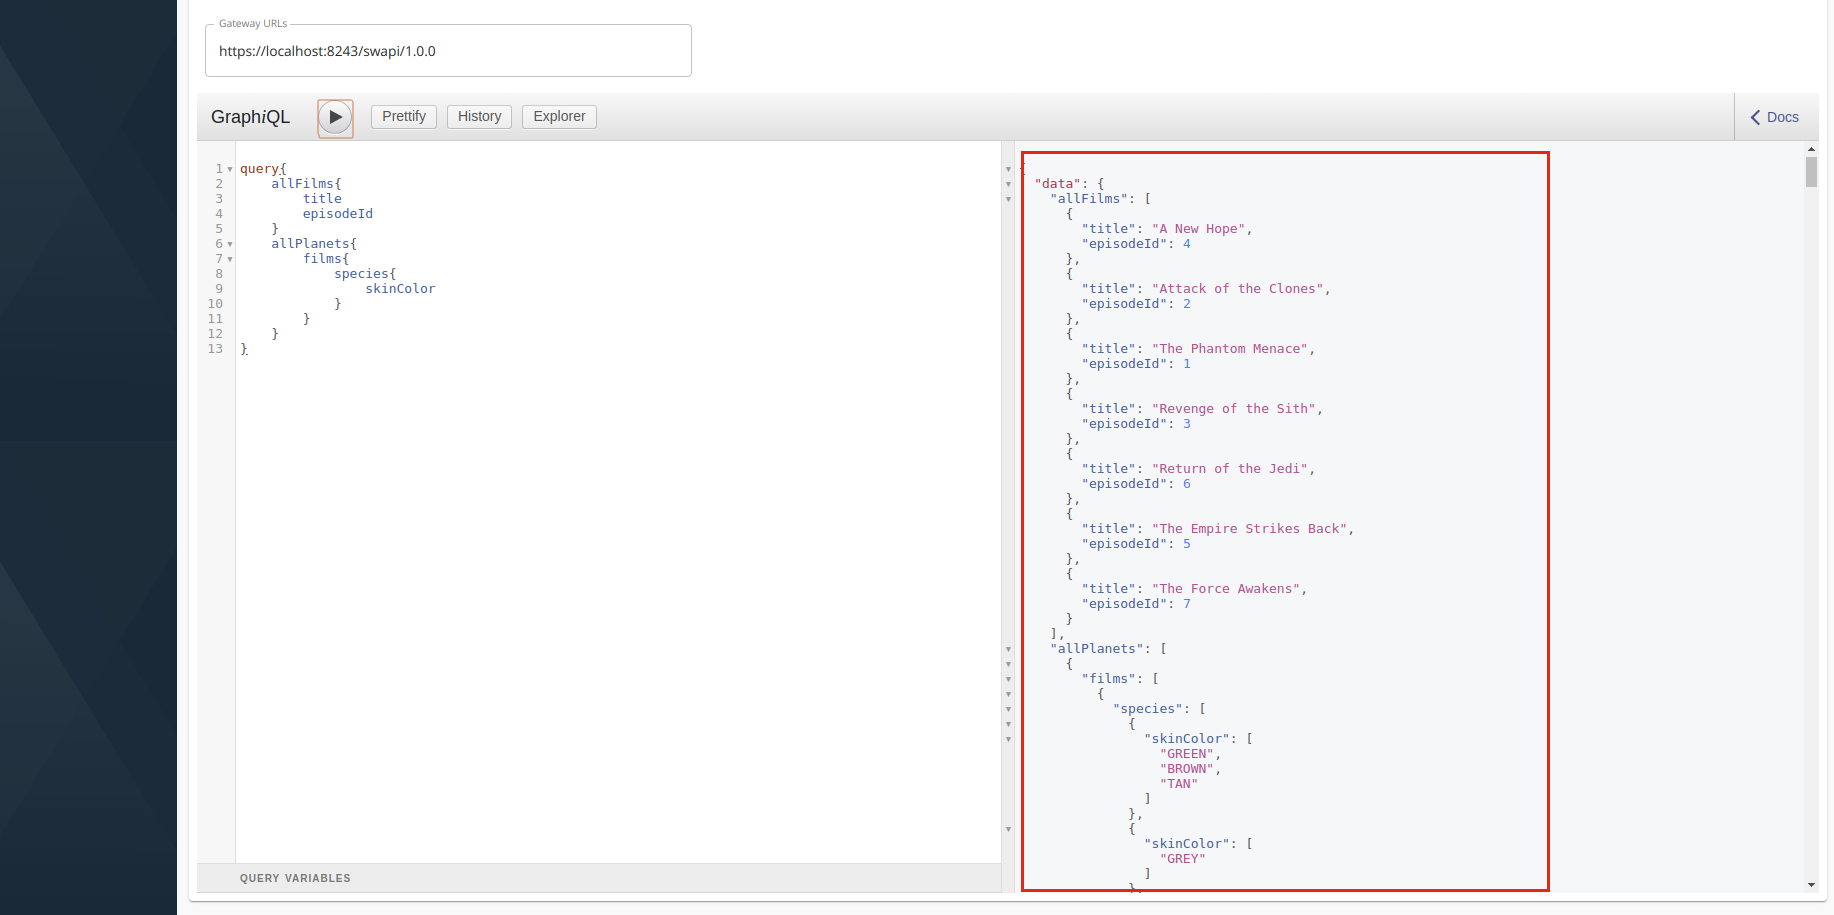 Gateway URLs
https://localhost:8243/swapi/1.0.0
GraphiQL
Prettify
History
Explorer
Docs
1 query{
2     allFilms{
3         title
4         episodeId
5     }
6     allPlanets{
7         films{
8             species{
9                 skinColor
10             }
11         }
12     }
13 }
QUERY VARIABLES
{
  "data": {
    "allFilms": [
      {
        "title": "A New Hope",
        "episodeId": 4
      },
      {
        "title": "Attack of the Clones",
        "episodeId": 2
      },
      {
        "title": "The Phantom Menace",
        "episodeId": 1
      },
      {
        "title": "Revenge of the Sith",
        "episodeId": 3
      },
      {
        "title": "Return of the Jedi",
        "episodeId": 6
      },
      {
        "title": "The Empire Strikes Back",
        "episodeId": 5
      },
      {
        "title": "The Force Awakens",
        "episodeId": 7
      }
    ],
    "allPlanets": [
      {
        "films": [
          {
            "species": [
              {
                "skinColor": [
                  "GREEN",
                  "BROWN",
                  "TAN"
                ]
              },
              {
                "skinColor": [
                  "GREY"
                ]
              },